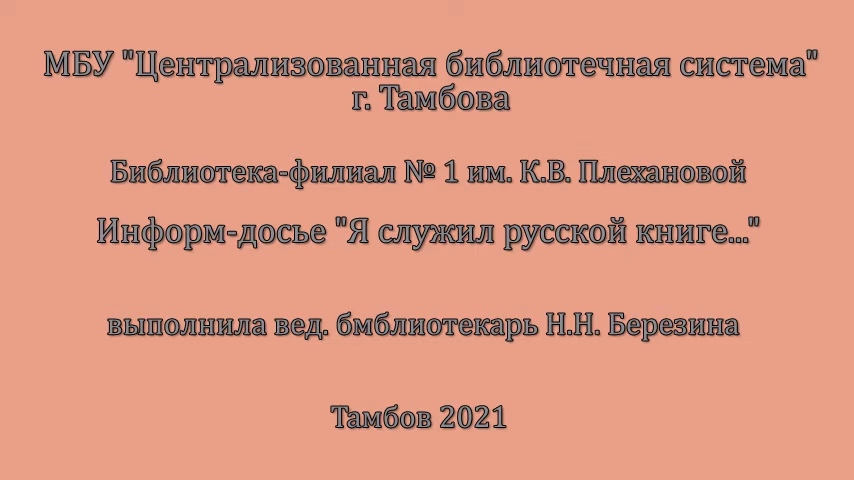 МБУ "Централизованная библиотечная система"
г. Тамбова
Библиотека-филиал № 1 им. К.В. Плехановой
Информ-досье "Я служил русской книге..."
выполнила вед. бмблиотекарь Н.Н. Березина
Тамбов 2021